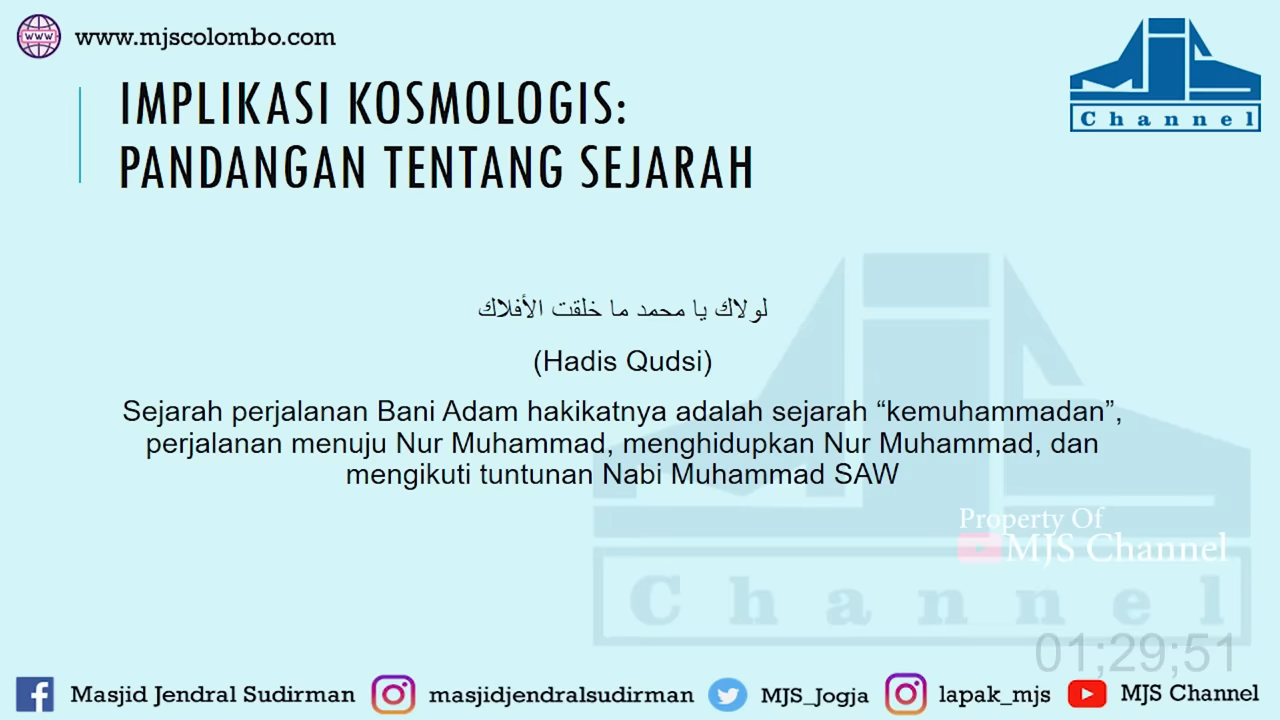 www.mjscolombo.com
MJS
Channel
IMPLIKASI KOSMOLOGIS:
PANDANGAN TENTANG SEJARAH
لولاك يا محمد ما خلقت الأفلاك
(Hadis Qudsi)
Sejarah perjalanan Bani Adam hakikatnya adalah sejarah “kemuhammadan”,
perjalanan menuju Nur Muhammad, menghidupkan Nur Muhammad, dan
mengikuti tuntunan Nabi Muhammad SAW
Property Of
MJS Channel
Channel
01;29;51
Masjid Jendral Sudirman masjidjendralsudirman MJS_Jogja lapak_mjs MJS Channel